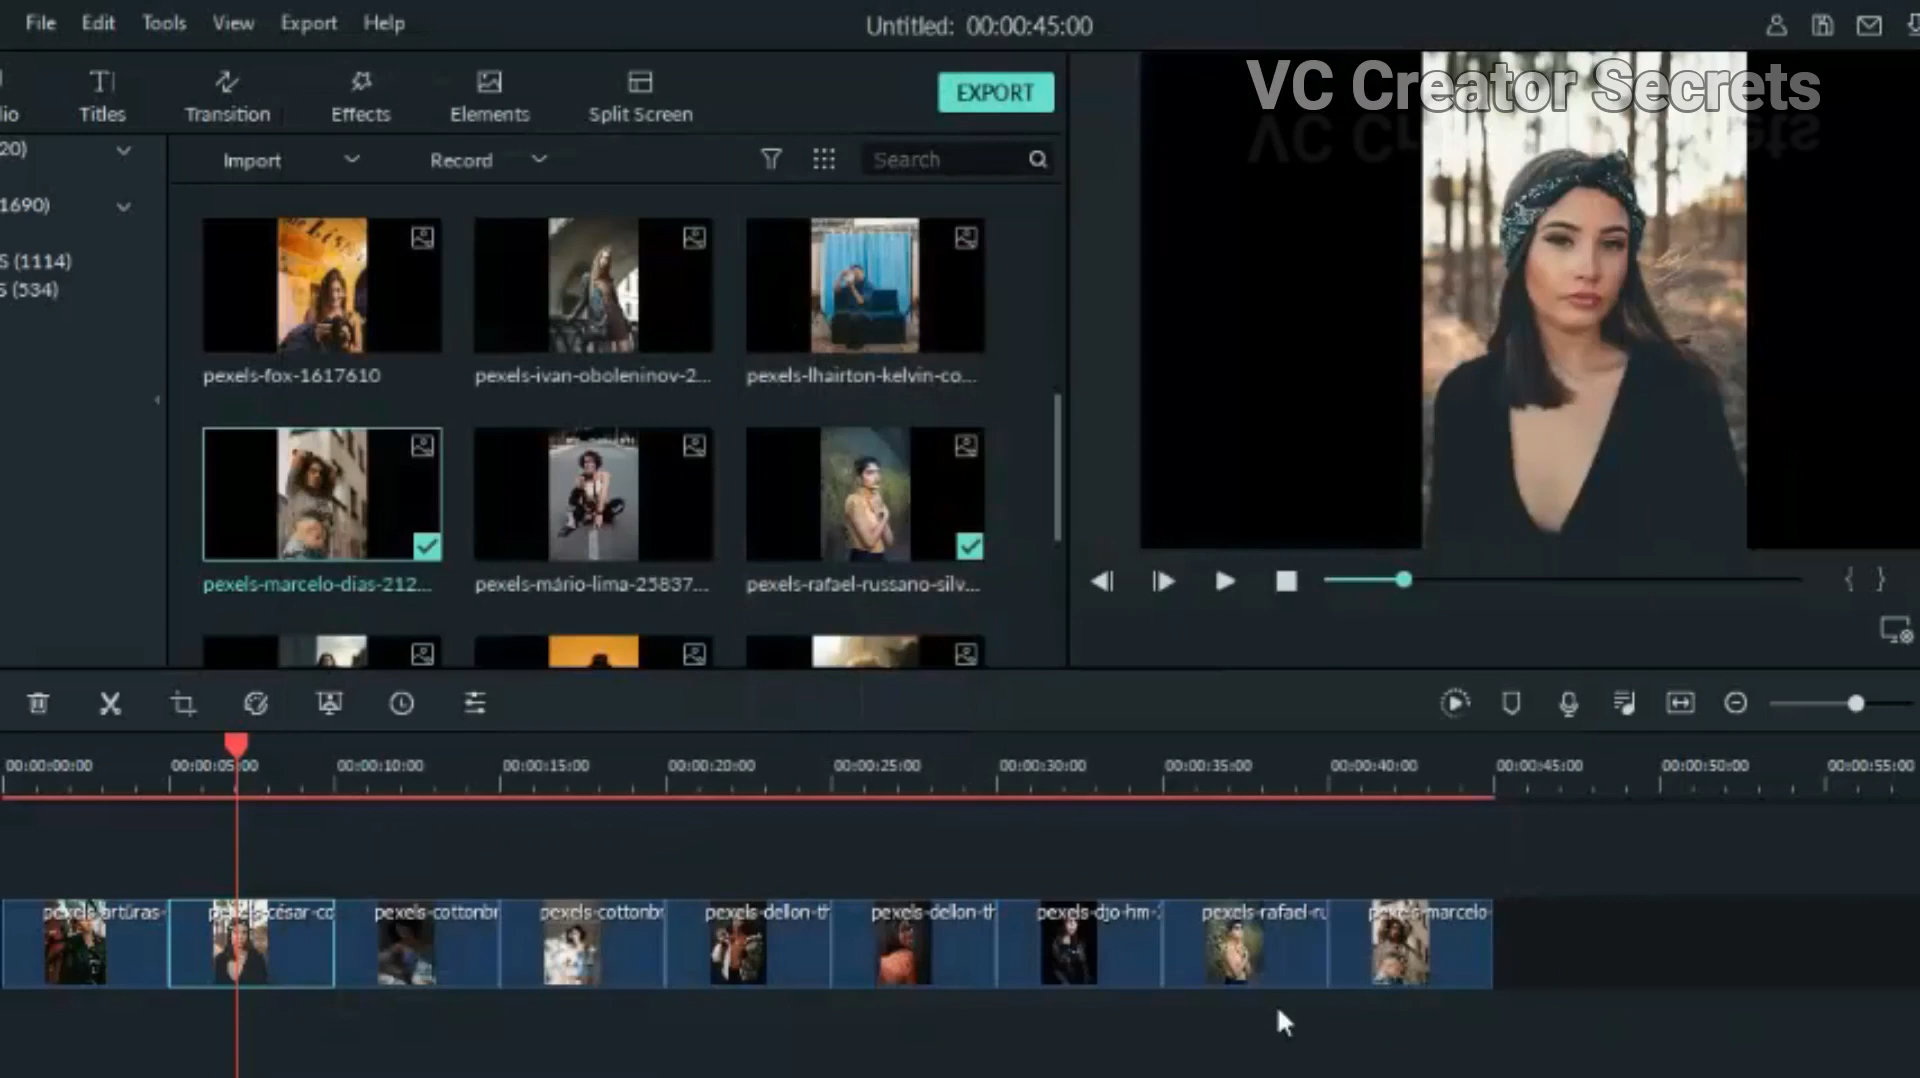 File Edit Tools View Export Help
Untitled: 00:00:45:00
VC Creator Secrets
dio Titles Transition Effects Elements Split Screen
EXPORT
20)
Import Record Search
1690)
S (1114)
S (534)
pexels-fox-1617610 pexels-ivan-oboleninov-2... pexels-lhairton-kelvin-co...
pexels-marcelo-dias-212... pexels-mário-lima-25837... pexels-rafael-russano-silv...
00:00:00:00 00:00:05:00 00:00:10:00 00:00:15:00 00:00:20:00 00:00:25:00 00:00:30:00 00:00:35:00 00:00:40:00 00:00:45:00 00:00:50:00 00:00:55:00
pexels-artūras- pexels-césar-co pexels-cottonbr pexels-cottonbr pexels-dellon-th pexels-dellon-th pexels-djo-hm-2 pexels-rafael-ru pexels-marcelo-